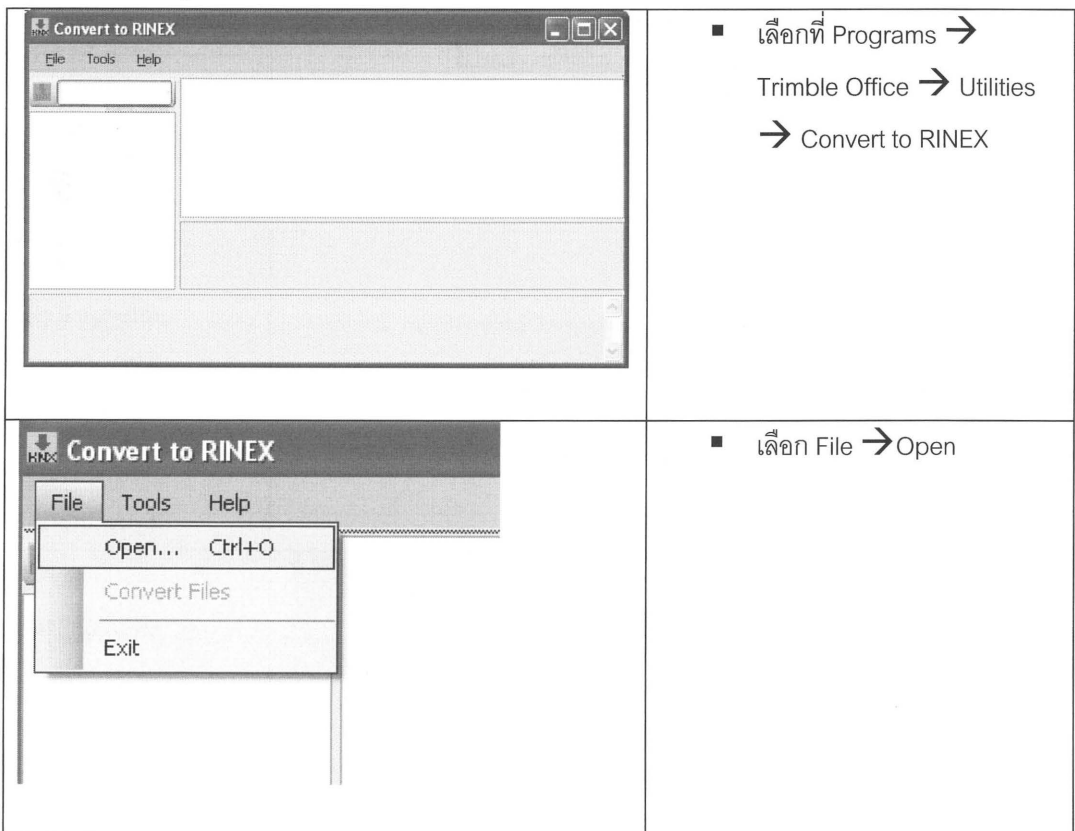 Convert to RINEX
File Tools Help
■ เลือกที่ Programs →
Trimble Office → Utilities
→ Convert to RINEX
RNX Convert to RINEX
File Tools Help
Open... Ctrl+O
Convert Files
Exit
■ เลือก File → Open